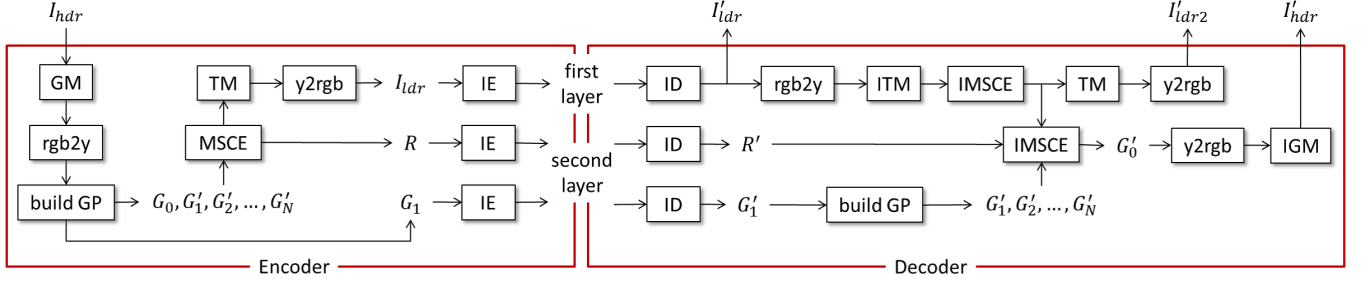 I_hdr
I′_ldr
I′_ldr2
I′_hdr
GM
TM
y2rgb
I_ldr
IE
first
layer
ID
rgb2y
ITM
IMSCE
TM
y2rgb
rgb2y
MSCE
R
IE
second
layer
ID
R′
IMSCE
G′_0
y2rgb
IGM
build GP
G_0, G′_1, G′_2, ..., G′_N
G_1
IE
ID
G′_1
build GP
G′_1, G′_2, ..., G′_N
Encoder
Decoder